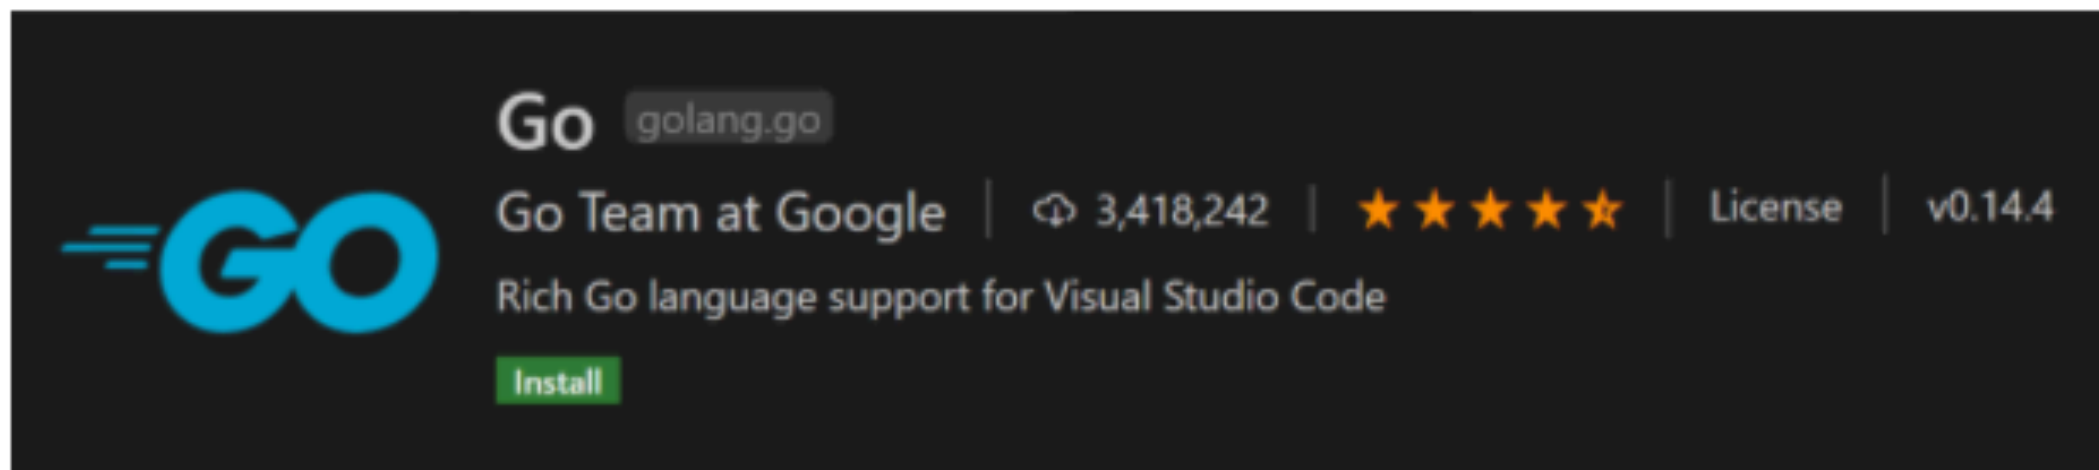 GO
Go golang.go
Go Team at Google 3,418,242 License v0.14.4
Rich Go language support for Visual Studio Code
Install